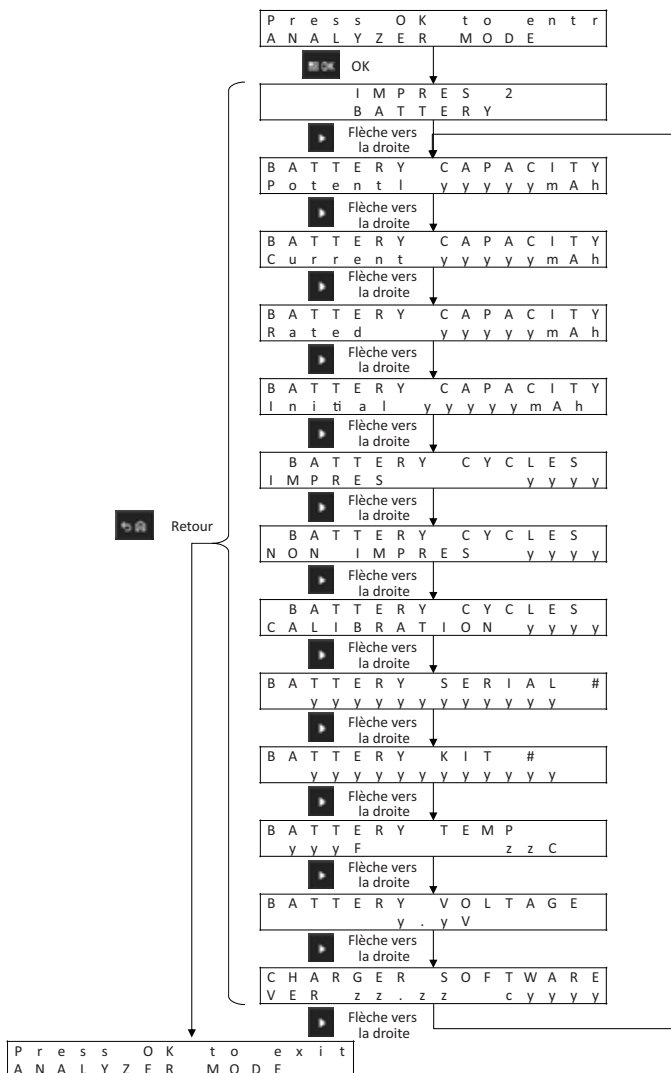 Press OK to entr
ANALYZER MODE
OK OK
IMPRES 2
BATTERY
Flèche vers
la droite
BATTERY CAPACITY
Potentl yyyyymAh
Flèche vers
la droite
BATTERY CAPACITY
Current yyyyymAh
Flèche vers
la droite
BATTERY CAPACITY
Rated yyyyymAh
Flèche vers
la droite
BATTERY CAPACITY
Initial yyyyymAh
Flèche vers
la droite
BATTERY CYCLES
IMPRES yyyy
Flèche vers
la droite
Retour
BATTERY CYCLES
NON IMPRES yyyy
Flèche vers
la droite
BATTERY CYCLES
CALIBRATION yyyy
Flèche vers
la droite
BATTERY SERIAL #
yyyyyyyyyyyy
Flèche vers
la droite
BATTERY KIT #
yyyyyyyyyyyy
Flèche vers
la droite
BATTERY TEMP
yyyF zzC
Flèche vers
la droite
BATTERY VOLTAGE
y.yV
Flèche vers
la droite
CHARGER SOFTWARE
VER zz.zz cyyyy
Flèche vers
la droite
Press OK to exit
ANALYZER MODE